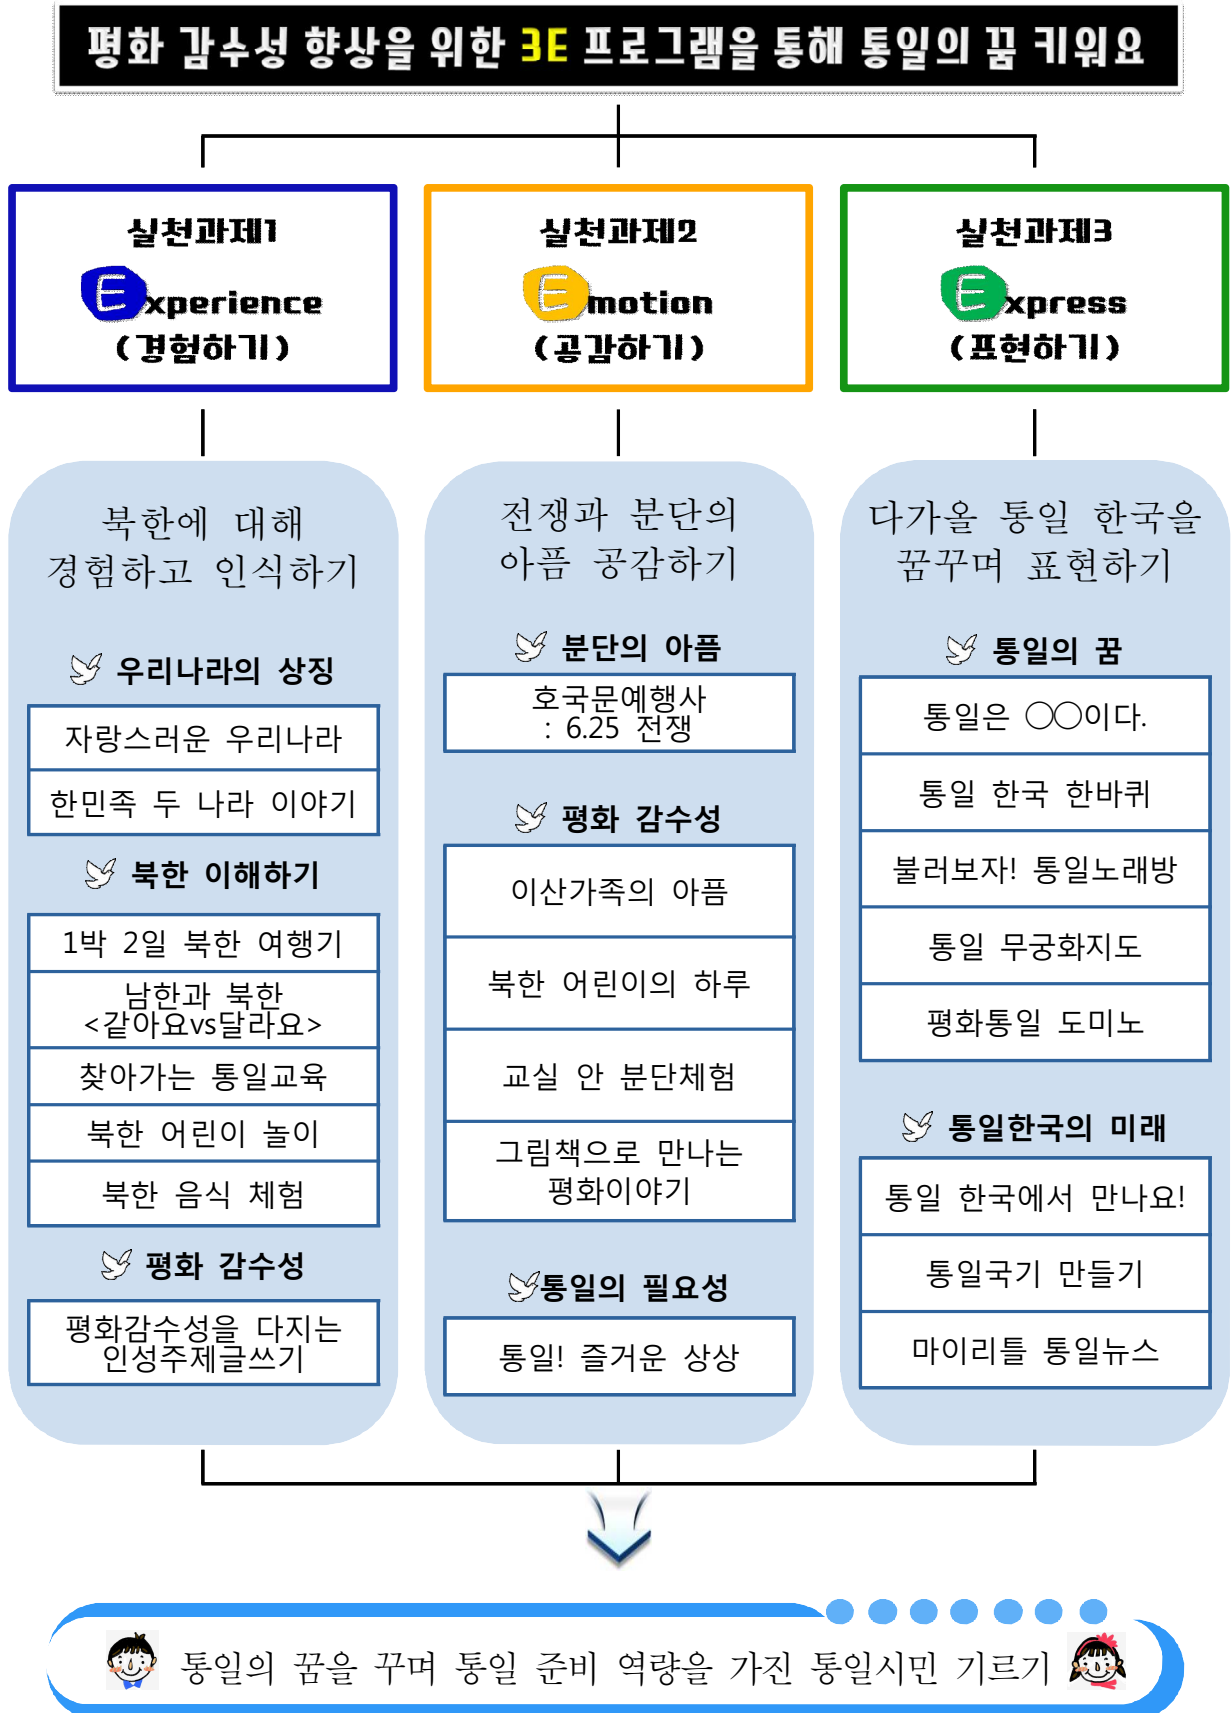 평화 감수성 향상을 위한 3E 프로그램을 통해 통일의 꿈 키워요
실천과제1
Experience
(경험하기)
북한에 대해
경험하고 인식하기
우리나라의 상징
자랑스러운 우리나라
한민족 두 나라 이야기
북한 이해하기
1박 2일 북한 여행기
남한과 북한
<같아요vs달라요>
찾아가는 통일교육
북한 어린이 놀이
북한 음식 체험
평화 감수성
평화감수성을 다지는
인성주제글쓰기
실천과제2
Emotion
(공감하기)
전쟁과 분단의
아픔 공감하기
분단의 아픔
호국문예행사
: 6.25 전쟁
평화 감수성
이산가족의 아픔
북한 어린이의 하루
교실 안 분단체험
그림책으로 만나는
평화이야기
통일의 필요성
통일! 즐거운 상상
실천과제3
Express
(표현하기)
다가올 통일 한국을
꿈꾸며 표현하기
통일의 꿈
통일은 ○○이다.
통일 한국 한바퀴
불러보자! 통일노래방
통일 무궁화지도
평화통일 도미노
통일한국의 미래
통일 한국에서 만나요!
통일국기 만들기
마이리틀 통일뉴스
통일의 꿈을 꾸며 통일 준비 역량을 가진 통일시민 기르기